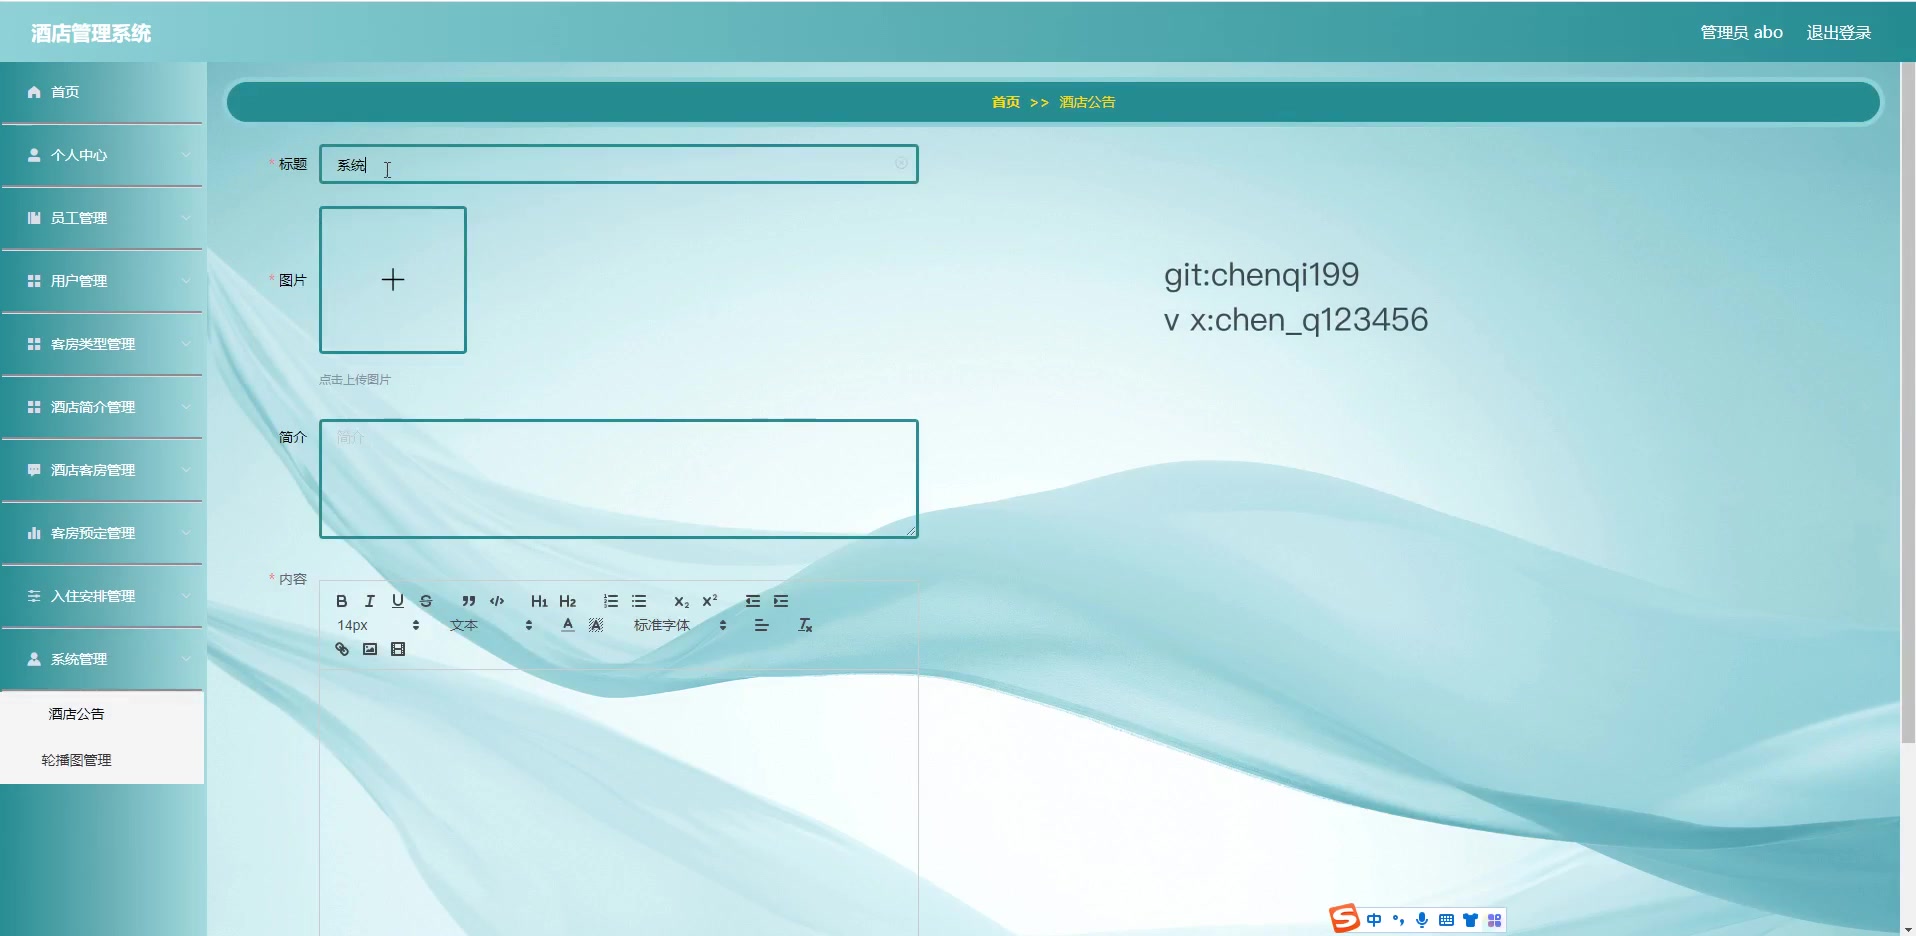 酒店管理系统
管理员 abo 退出登录
首页
个人中心
员工管理
用户管理
客房类型管理
酒店简介管理
酒店客房管理
客房预定管理
入住安排管理
系统管理
酒店公告
轮播图管理
首页 >> 酒店公告
* 标题 系统
* 图片
点击上传图片
简介 简介
* 内容
B I U S H1 H2 x₂ x²
14px 文本 A A 标准字体 Tx
git:chenqi199
v x:chen_q123456
S 中